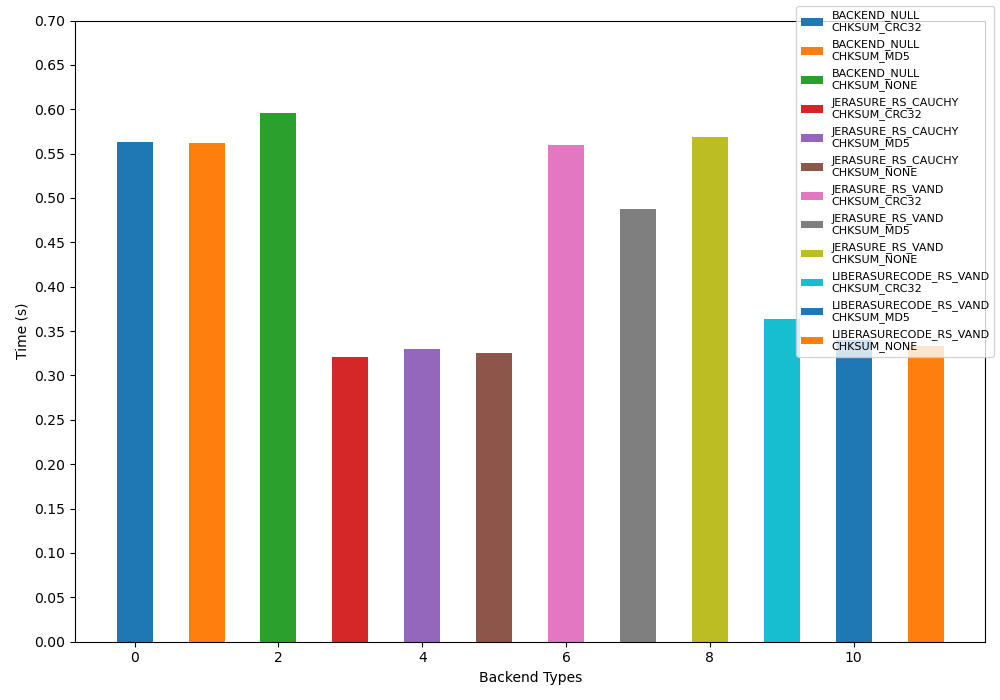 0.70
0.65
0.60
0.55
0.50
0.45
0.40
0.35
0.30
0.25
0.20
0.15
0.10
0.05
0.00
Time (s)
0 2 4 6 8 10
Backend Types
BACKEND_NULL
CHKSUM_CRC32
BACKEND_NULL
CHKSUM_MD5
BACKEND_NULL
CHKSUM_NONE
JERASURE_RS_CAUCHY
CHKSUM_CRC32
JERASURE_RS_CAUCHY
CHKSUM_MD5
JERASURE_RS_CAUCHY
CHKSUM_NONE
JERASURE_RS_VAND
CHKSUM_CRC32
JERASURE_RS_VAND
CHKSUM_MD5
JERASURE_RS_VAND
CHKSUM_NONE
LIBERASURECODE_RS_VAND
CHKSUM_CRC32
LIBERASURECODE_RS_VAND
CHKSUM_MD5
LIBERASURECODE_RS_VAND
CHKSUM_NONE